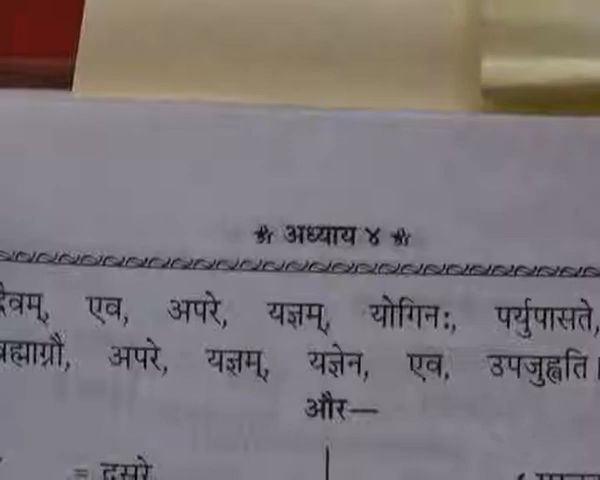 अध्याय ४
दैवम्, एव, अपरे, यज्ञम्, योगिनः, पर्युपासते,
ब्रह्माग्नौ, अपरे, यज्ञम्, यज्ञेन, एव, उपजुह्वति।
और—
= दूसरे